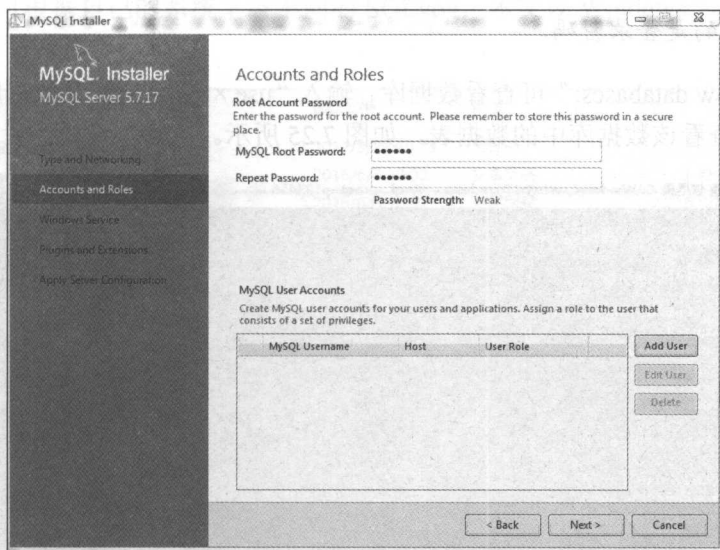 MySQL Installer
MySQL. Installer
MySQL Server 5.7.17
Type and Networking
Accounts and Roles
Windows Service
Plugins and Extensions
Apply Server Configuration
Accounts and Roles
Root Account Password
Enter the password for the root account. Please remember to store this password in a secure
place.
MySQL Root Password:
●●●●●●
Repeat Password:
●●●●●●
Password Strength: Weak
MySQL User Accounts
Create MySQL user accounts for your users and applications. Assign a role to the user that
consists of a set of privileges.
MySQL Username Host User Role
Add User
Edit User
Delete
< Back Next > Cancel